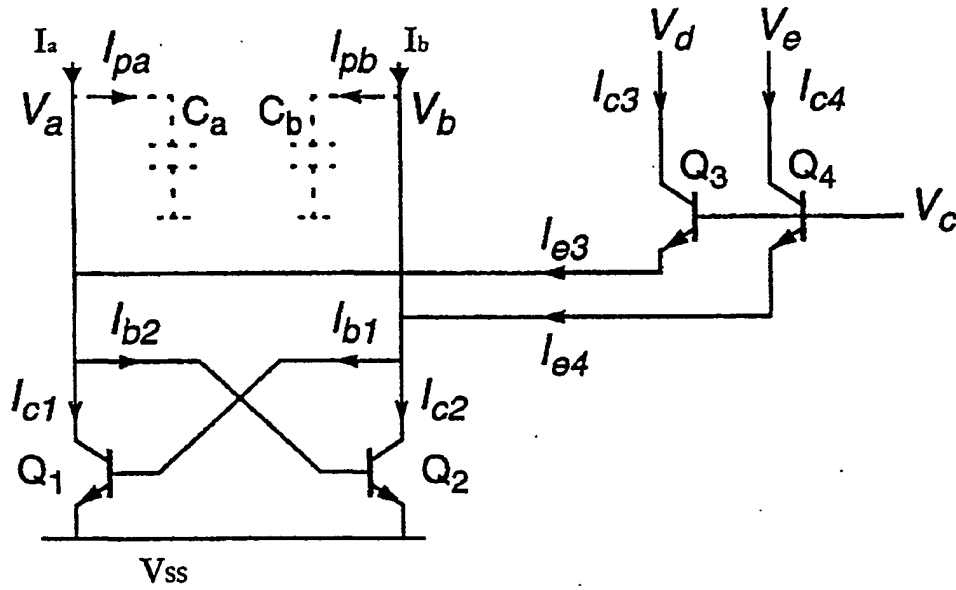 Ia Ipa Ipb Ib Vd Ve
Va Ca Cb Vb Ic3 Ic4
Q3 Q4
Vc
Ie3
Ib2 Ib1
Ie4
Ic1 Ic2
Q1 Q2
Vss